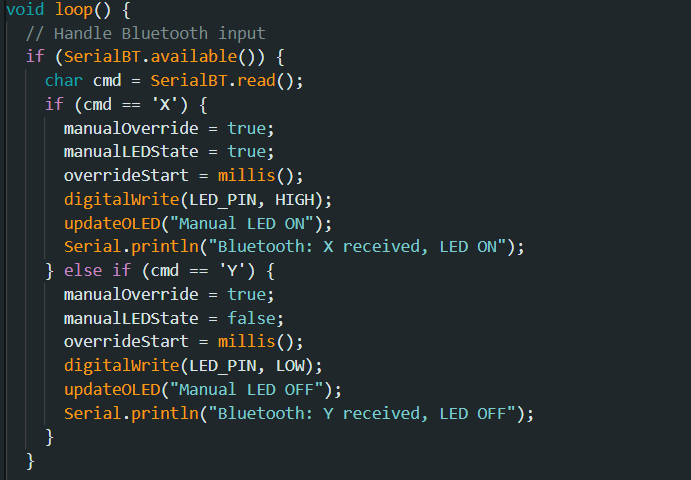 void loop() {
  // Handle Bluetooth input
  if (SerialBT.available()) {
    char cmd = SerialBT.read();
    if (cmd == 'X') {
      manualOverride = true;
      manualLEDState = true;
      overrideStart = millis();
      digitalWrite(LED_PIN, HIGH);
      updateOLED("Manual LED ON");
      Serial.println("Bluetooth: X received, LED ON");
    } else if (cmd == 'Y') {
      manualOverride = true;
      manualLEDState = false;
      overrideStart = millis();
      digitalWrite(LED_PIN, LOW);
      updateOLED("Manual LED OFF");
      Serial.println("Bluetooth: Y received, LED OFF");
    }
  }